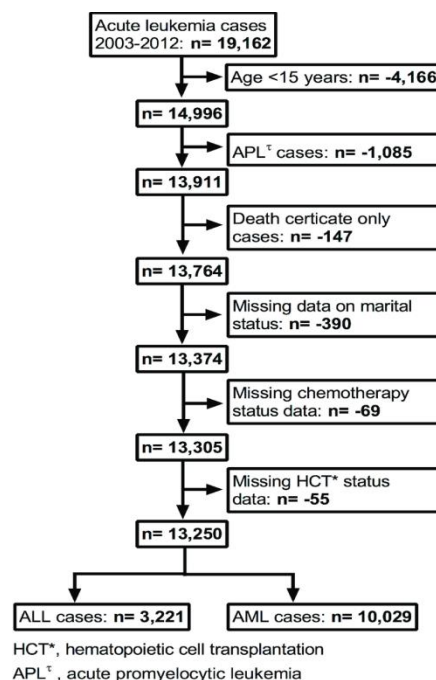 Acute leukemia cases
2003-2012: n= 19,162
Age <15 years: n= -4,166
n= 14,996
APLᵗ cases: n= -1,085
n= 13,911
Death certicate only
cases: n= -147
n= 13,764
Missing data on marital
status: n= -390
n= 13,374
Missing chemotherapy
status data: n= -69
n= 13,305
Missing HCT* status
data: n= -55
n= 13,250
ALL cases: n= 3,221
AML cases: n= 10,029
HCT*, hematopoietic cell transplantation
APLᵗ , acute promyelocytic leukemia